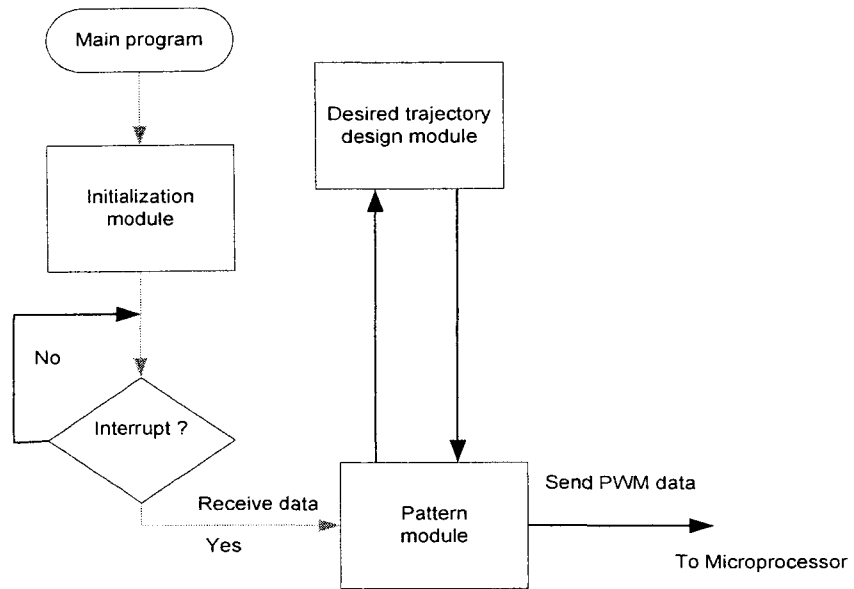 Main program
Desired trajectory
design module
Initialization
module
No
Interrupt ?
Receive data
Yes
Pattern
module
Send PWM data
To Microprocessor